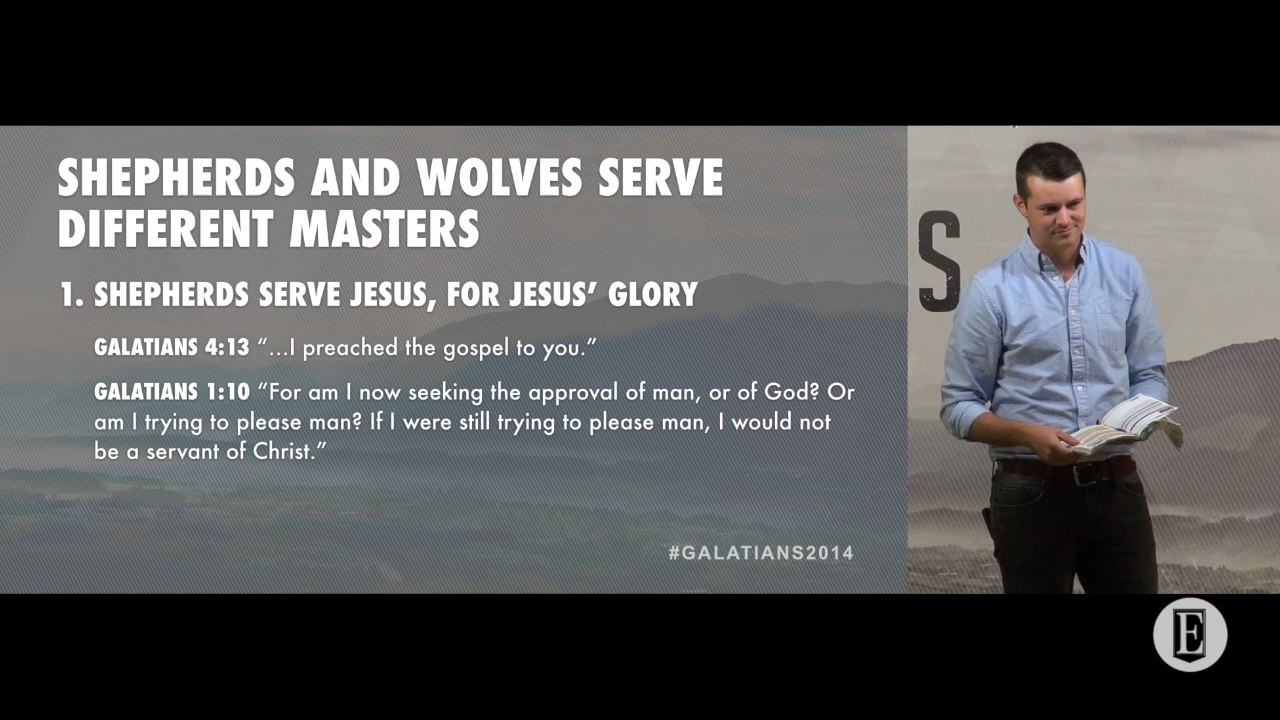 SHEPHERDS AND WOLVES SERVE
DIFFERENT MASTERS
1. SHEPHERDS SERVE JESUS, FOR JESUS’ GLORY
GALATIANS 4:13 “...I preached the gospel to you.”
GALATIANS 1:10 “For am I now seeking the approval of man, or of God? Or
am I trying to please man? If I were still trying to please man, I would not
be a servant of Christ.”
#GALATIANS2014
S
E